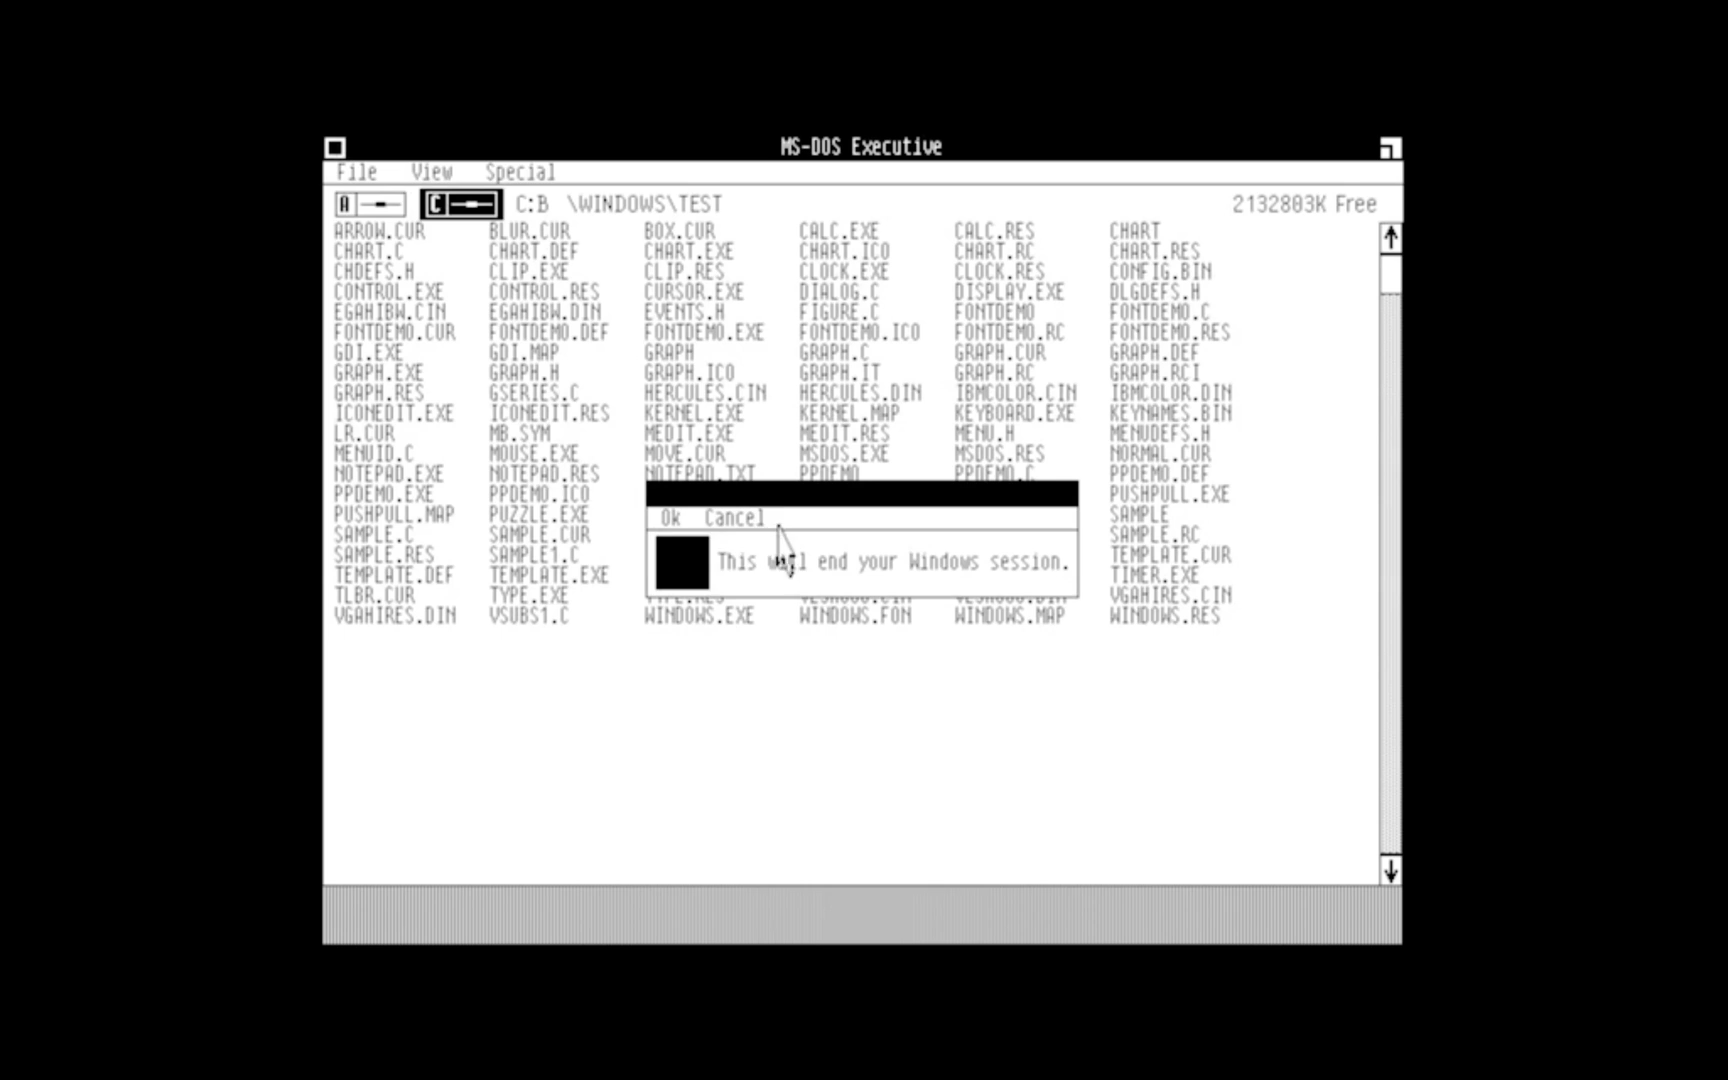 MS-DOS Executive
File View Special
A C C:B \WINDOWS\TEST 2132803K Free
ARROW.CUR BLUR.CUR BOX.CUR CALC.EXE CALC.RES CHART
CHART.C CHART.DEF CHART.EXE CHART.ICO CHART.RC CHART.RES
CHDEFS.H CLIP.EXE CLIP.RES CLOCK.EXE CLOCK.RES CONFIG.BIN
CONTROL.EXE CONTROL.RES CURSOR.EXE DIALOG.C DISPLAY.EXE DLGDEFS.H
EGAHIBW.CIN EGAHIBW.DIN EVENTS.H FIGURE.C FONTDEMO FONTDEMO.C
FONTDEMO.CUR FONTDEMO.DEF FONTDEMO.EXE FONTDEMO.ICO FONTDEMO.RC FONTDEMO.RES
GDI.EXE GDI.MAP GRAPH GRAPH.C GRAPH.CUR GRAPH.DEF
GRAPH.EXE GRAPH.H GRAPH.ICO GRAPH.IT GRAPH.RC GRAPH.RCI
GRAPH.RES GSERIES.C HERCULES.CIN HERCULES.DIN IBMCOLOR.CIN IBMCOLOR.DIN
ICONEDIT.EXE ICONEDIT.RES KERNEL.EXE KERNEL.MAP KEYBOARD.EXE KEYNAMES.BIN
LR.CUR MB.SYM MEDIT.EXE MEDIT.RES MENU.H MENUDEFS.H
MENUID.C MOUSE.EXE MOVE.CUR MSDOS.EXE MSDOS.RES NORMAL.CUR
NOTEPAD.EXE NOTEPAD.RES NOTEPAD.TXT PPDEMO PPDEMO.C PPDEMO.DEF
PPDEMO.EXE PPDEMO.ICO PUSHPULL.EXE
PUSHPULL.MAP PUZZLE.EXE Ok Cancel SAMPLE
SAMPLE.C SAMPLE.CUR SAMPLE.RC
SAMPLE.RES SAMPLE1.C This will end your Windows session. TEMPLATE.CUR
TEMPLATE.DEF TEMPLATE.EXE TIMER.EXE
TLBR.CUR TYPE.EXE TYPE.RES VGAHIRES.CIN
VGAHIRES.DIN VSUBS1.C WINDOWS.EXE WINDOWS.FON WINDOWS.MAP WINDOWS.RES